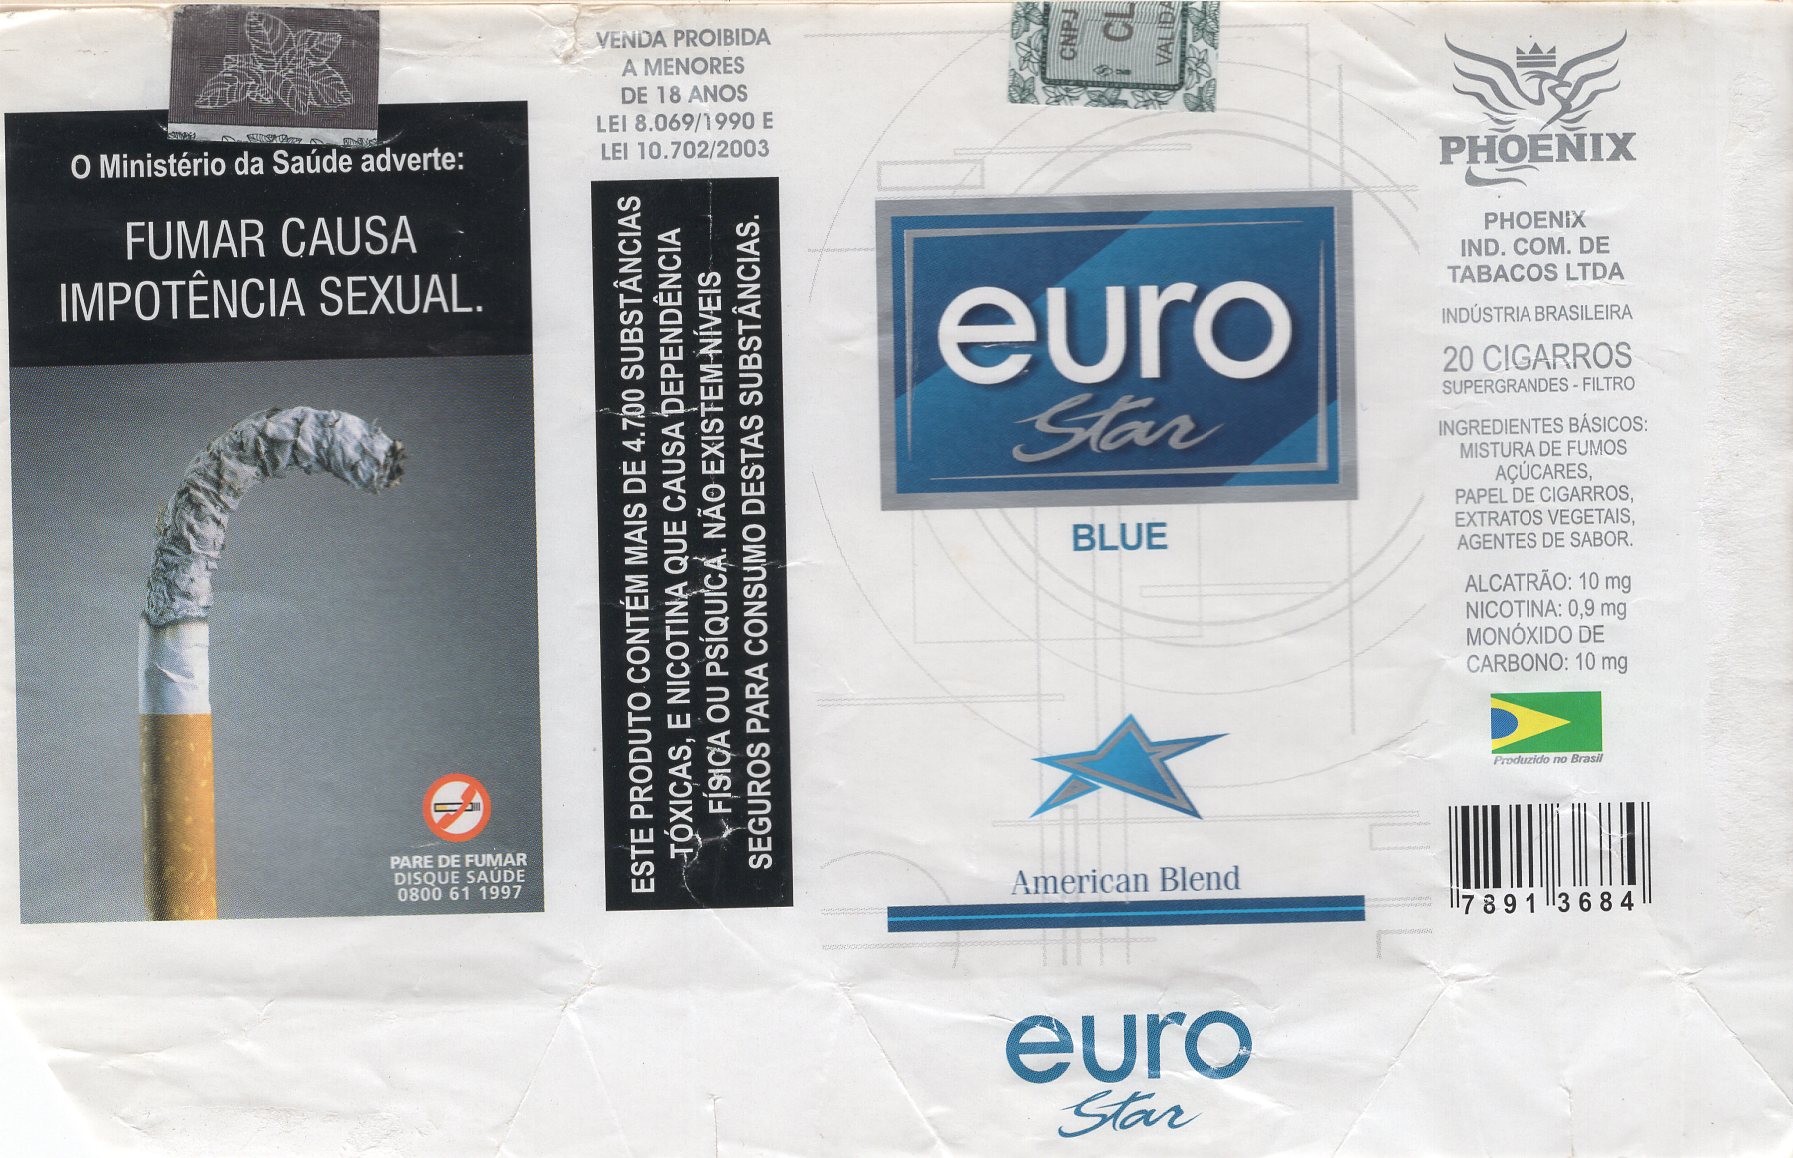 O Ministério da Saúde adverte:
FUMAR CAUSA
IMPOTÊNCIA SEXUAL.
PARE DE FUMAR
DISQUE SAÚDE
0800 61 1997
VENDA PROIBIDA
A MENORES
DE 18 ANOS
LEI 8.069/1990 E
LEI 10.702/2003
ESTE PRODUTO CONTÉM MAIS DE 4.700 SUBSTÂNCIAS
TÓXICAS, E NICOTINA QUE CAUSA DEPENDÊNCIA
FÍSICA OU PSÍQUICA. NÃO EXISTEM NÍVEIS
SEGUROS PARA CONSUMO DESTAS SUBSTÂNCIAS.
CNPJ
CL
VALIDA
euro
Star
BLUE
American Blend
euro
Star
PHOENIX
PHOENIX
IND. COM. DE
TABACOS LTDA
INDÚSTRIA BRASILEIRA
20 CIGARROS
SUPERGRANDES - FILTRO
INGREDIENTES BÁSICOS:
MISTURA DE FUMOS
AÇÚCARES,
PAPEL DE CIGARROS,
EXTRATOS VEGETAIS,
AGENTES DE SABOR.
ALCATRÃO: 10 mg
NICOTINA: 0,9 mg
MONÓXIDO DE
CARBONO: 10 mg
Produzido no Brasil
7891 3684